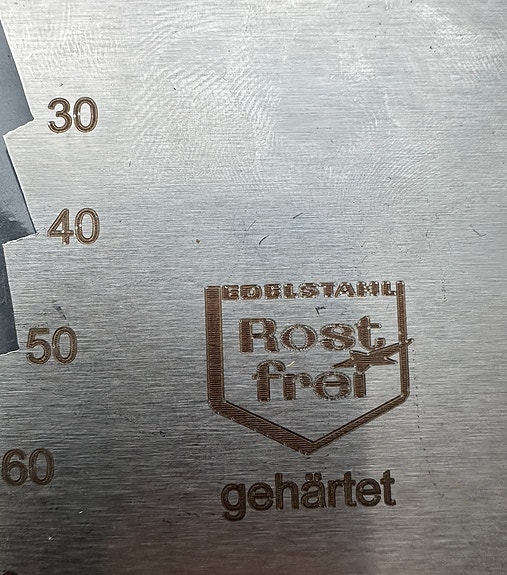 30
40
50
60
EDELSTAHL
Rost
frei
gehärtet